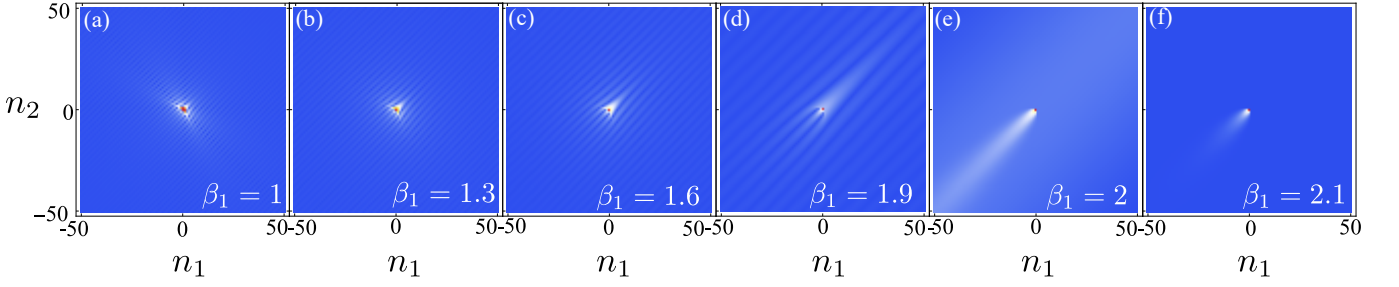 (a) (b) (c) (d) (e) (f)
50
n₂ 0
β₁ = 1 β₁ = 1.3 β₁ = 1.6 β₁ = 1.9 β₁ = 2 β₁ = 2.1
−50
-50 0 50 -50 0 50 -50 0 50 -50 0 50 -50 0 50 -50 0 50
n₁ n₁ n₁ n₁ n₁ n₁